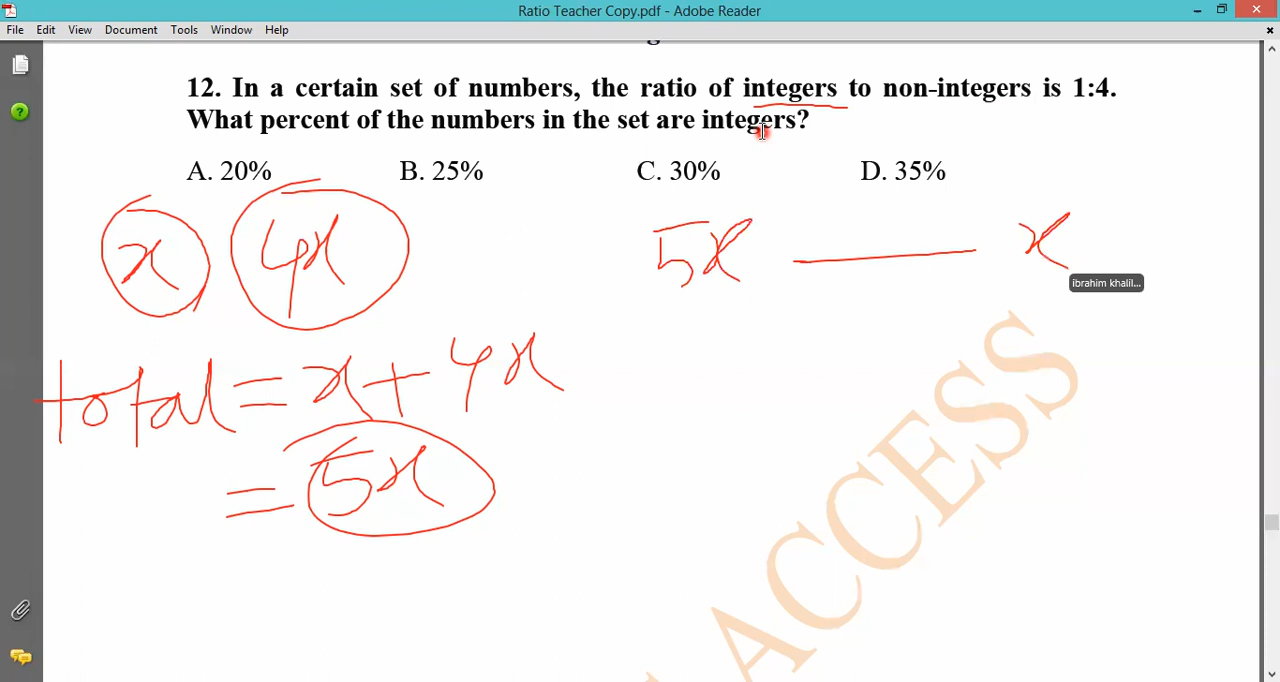 Ratio Teacher Copy.pdf - Adobe Reader
File Edit View Document Tools Window Help
12. In a certain set of numbers, the ratio of integers to non-integers is 1:4.
What percent of the numbers in the set are integers?
A. 20% B. 25% C. 30% D. 35%
x 4x 5x — x
ibrahim khalil...
total = x + 4x
= 5x
ACCESS